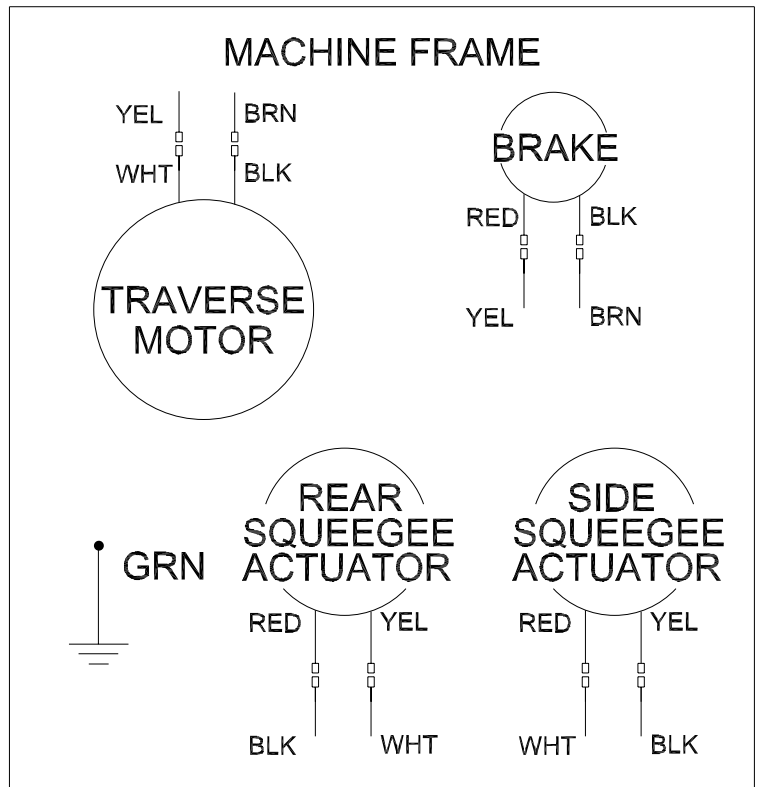 MACHINE FRAME
YEL BRN
WHT BLK
TRAVERSE
MOTOR
BRAKE
RED BLK
YEL BRN
GRN
REAR
SQUEEGEE
ACTUATOR
RED YEL
BLK WHT
SIDE
SQUEEGEE
ACTUATOR
RED YEL
WHT BLK